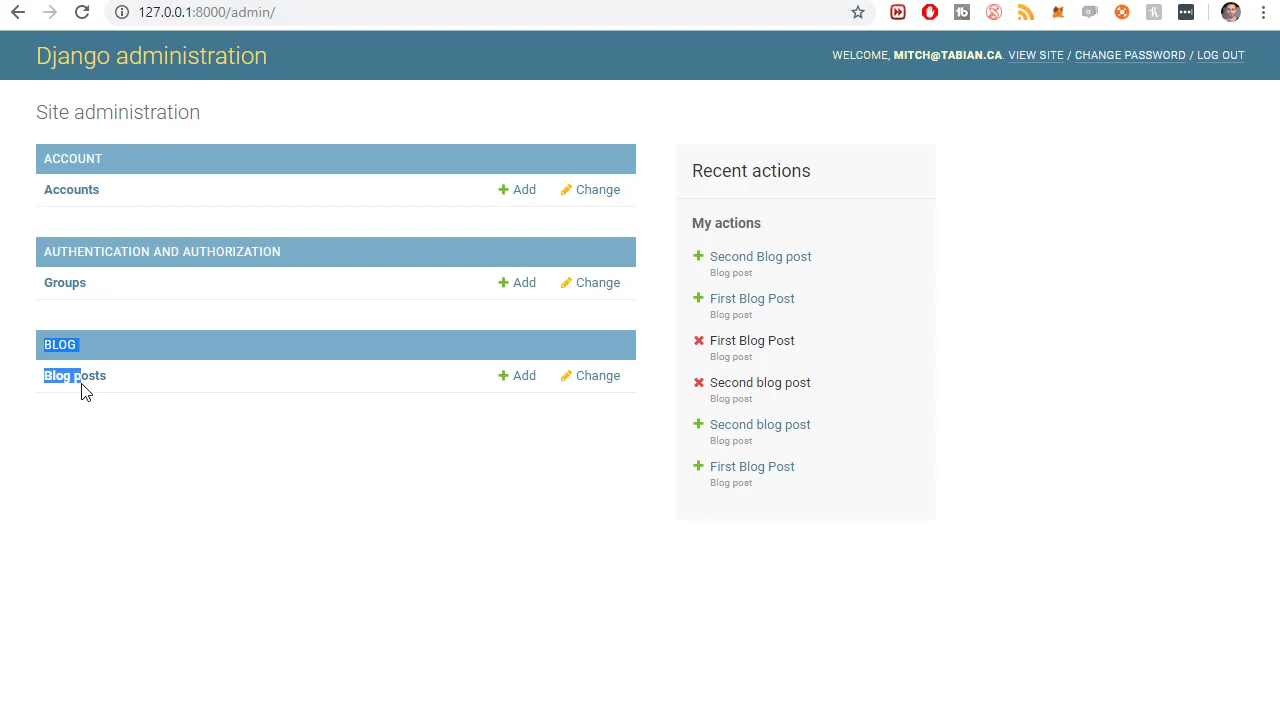 127.0.0.1:8000/admin/
Django administration
WELCOME, MITCH@TABIAN.CA. VIEW SITE / CHANGE PASSWORD / LOG OUT
Site administration
ACCOUNT
Accounts Add Change
AUTHENTICATION AND AUTHORIZATION
Groups Add Change
BLOG
Blog posts Add Change
Recent actions
My actions
Second Blog post
Blog post
First Blog Post
Blog post
First Blog Post
Blog post
Second blog post
Blog post
Second blog post
Blog post
First Blog Post
Blog post